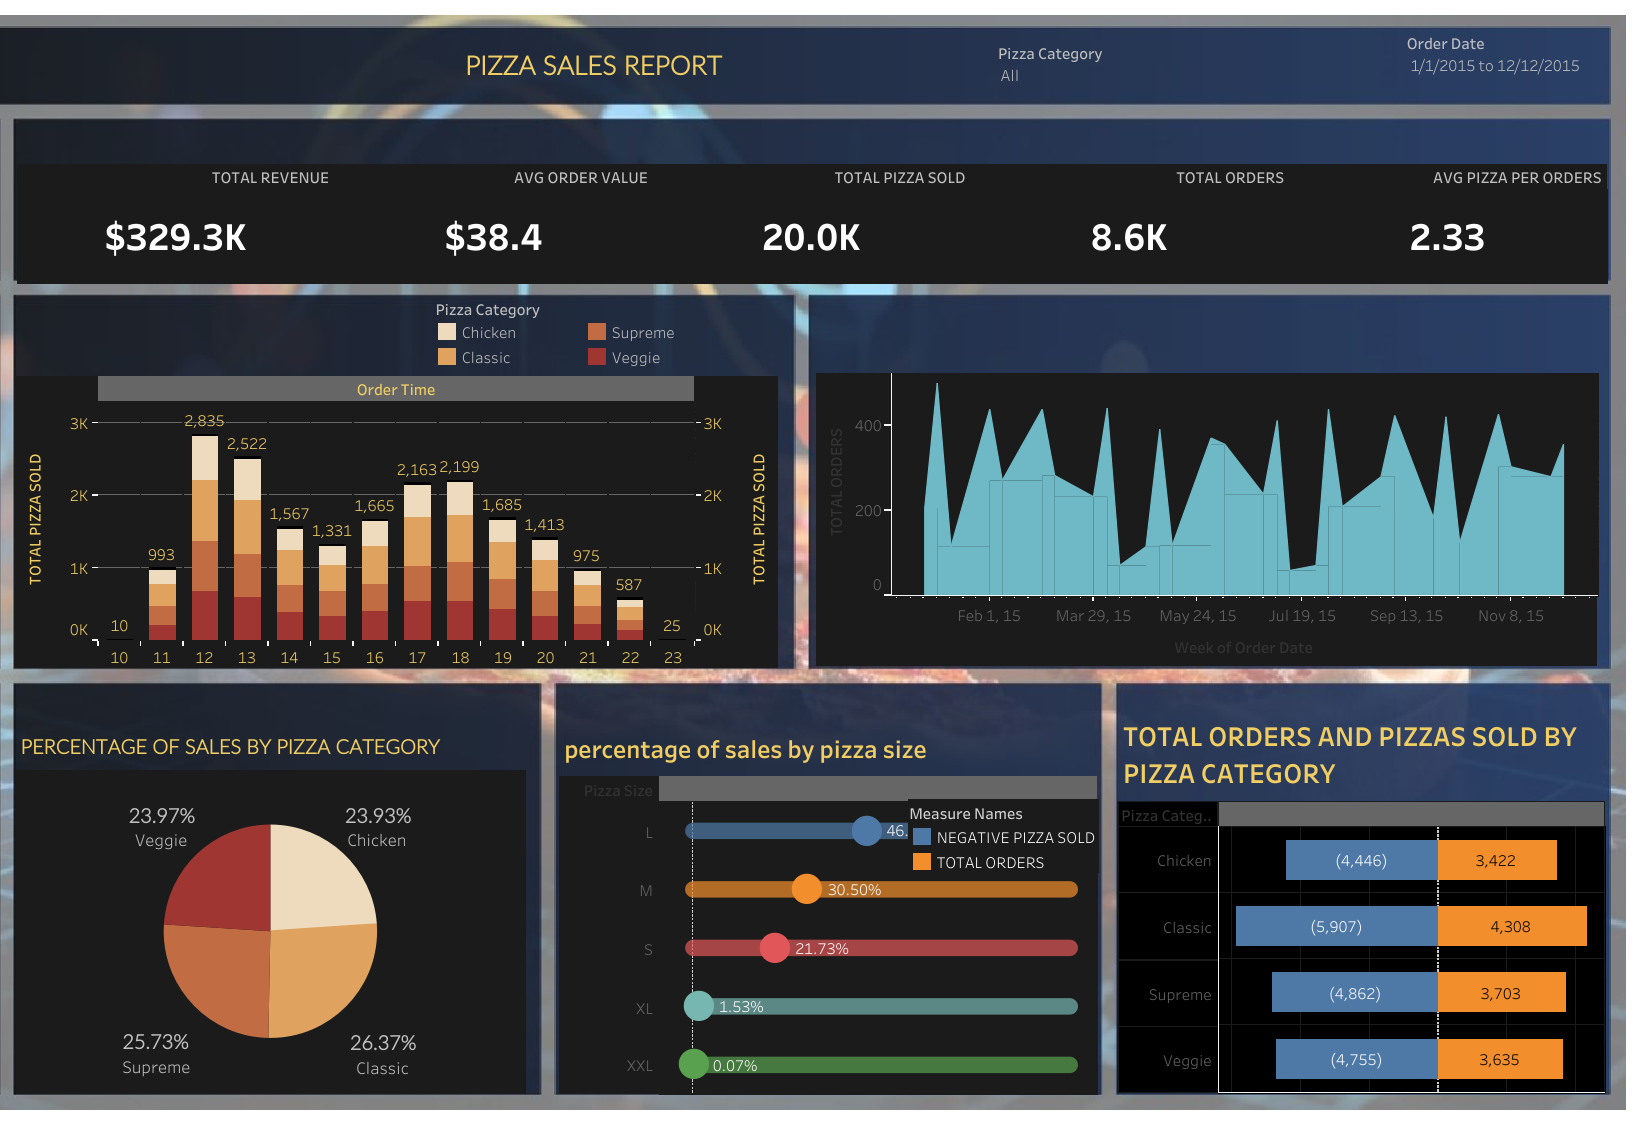 PIZZA SALES REPORT
Pizza Category
All
Order Date
1/1/2015 to 12/12/2015
TOTAL REVENUE
AVG ORDER VALUE
TOTAL PIZZA SOLD
TOTAL ORDERS
AVG PIZZA PER ORDERS
$329.3K
$38.4
20.0K
8.6K
2.33
Pizza Category
Chicken
Supreme
Classic
Veggie
Order Time
TOTAL PIZZA SOLD
3K
2K
1K
0K
10
993
2,835
2,522
1,567
1,331
1,665
2,163
2,199
1,685
1,413
975
587
25
3K
2K
1K
0K
TOTAL PIZZA SOLD
10
11
12
13
14
15
16
17
18
19
20
21
22
23
TOTAL ORDERS
400
200
0
Feb 1, 15
Mar 29, 15
May 24, 15
Jul 19, 15
Sep 13, 15
Nov 8, 15
Week of Order Date
PERCENTAGE OF SALES BY PIZZA CATEGORY
23.97%
Veggie
23.93%
Chicken
25.73%
Supreme
26.37%
Classic
percentage of sales by pizza size
Pizza Size
L
46.
M
30.50%
S
21.73%
XL
1.53%
XXL
0.07%
Measure Names
NEGATIVE PIZZA SOLD
TOTAL ORDERS
TOTAL ORDERS AND PIZZAS SOLD BY
PIZZA CATEGORY
Pizza Categ..
Chicken
(4,446)
3,422
Classic
(5,907)
4,308
Supreme
(4,862)
3,703
Veggie
(4,755)
3,635